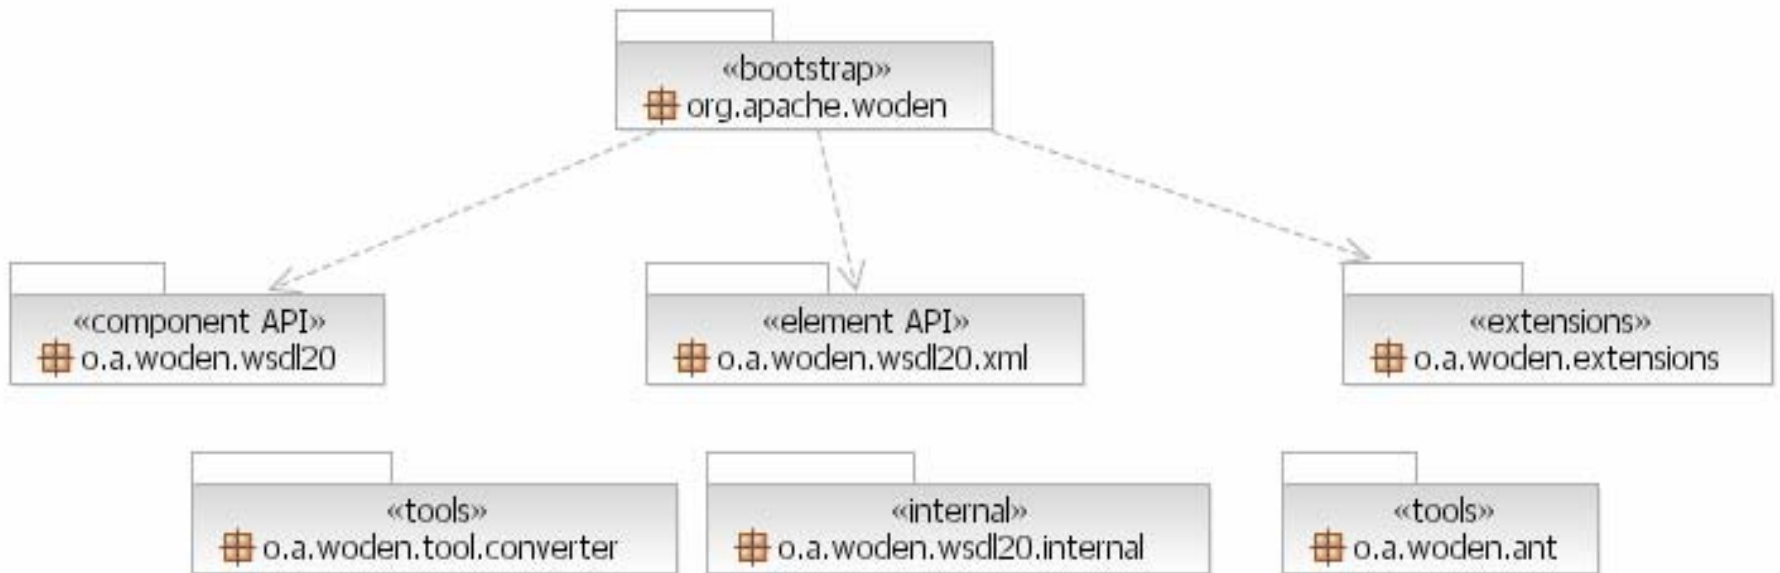 «bootstrap»
org.apache.woden
«component API»
o.a.woden.wsdl20
«element API»
o.a.woden.wsdl20.xml
«extensions»
o.a.woden.extensions
«tools»
o.a.woden.tool.converter
«internal»
o.a.woden.wsdl20.internal
«tools»
o.a.woden.ant